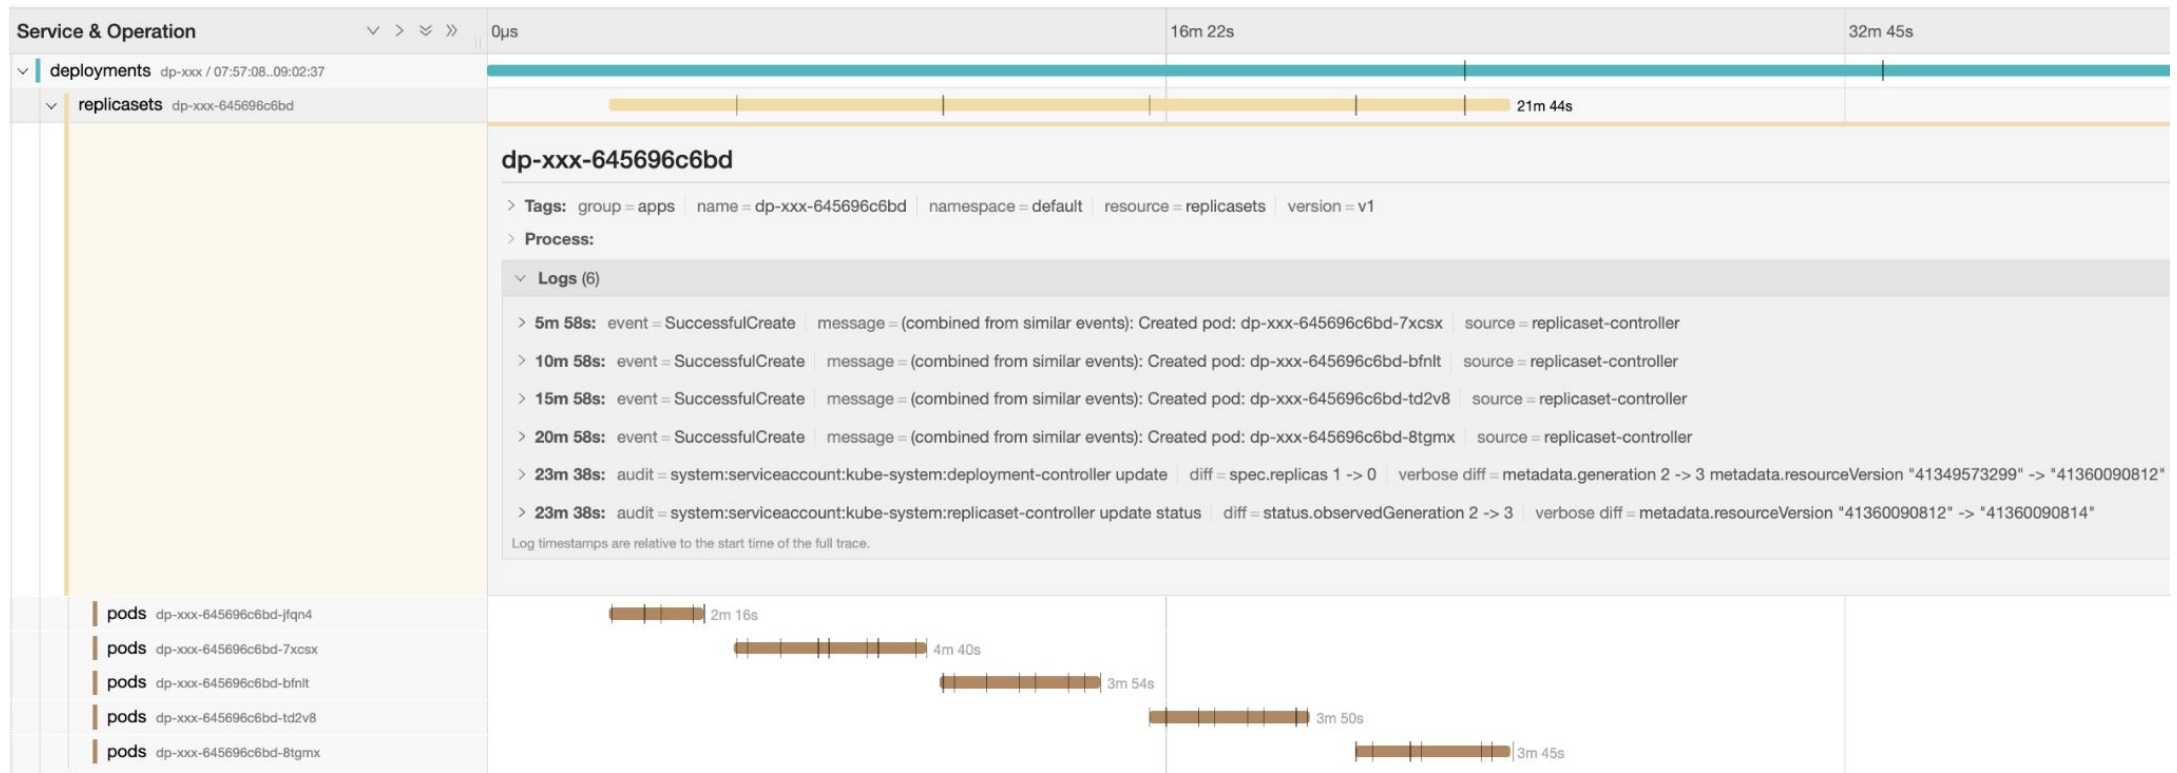 Service & Operation 0μs 16m 22s 32m 45s
deployments dp-xxx / 07:57:08..09:02:37
replicasets dp-xxx-645696c6bd 21m 44s
dp-xxx-645696c6bd
Tags: group = apps name = dp-xxx-645696c6bd namespace = default resource = replicasets version = v1
Process:
Logs (6)
5m 58s: event = SuccessfulCreate message = (combined from similar events): Created pod: dp-xxx-645696c6bd-7xcsx source = replicaset-controller
10m 58s: event = SuccessfulCreate message = (combined from similar events): Created pod: dp-xxx-645696c6bd-bfnlt source = replicaset-controller
15m 58s: event = SuccessfulCreate message = (combined from similar events): Created pod: dp-xxx-645696c6bd-td2v8 source = replicaset-controller
20m 58s: event = SuccessfulCreate message = (combined from similar events): Created pod: dp-xxx-645696c6bd-8tgmx source = replicaset-controller
23m 38s: audit = system:serviceaccount:kube-system:deployment-controller update diff = spec.replicas 1 -> 0 verbose diff = metadata.generation 2 -> 3 metadata.resourceVersion "41349573299" -> "41360090812"
23m 38s: audit = system:serviceaccount:kube-system:replicaset-controller update status diff = status.observedGeneration 2 -> 3 verbose diff = metadata.resourceVersion "41360090812" -> "41360090814"
Log timestamps are relative to the start time of the full trace.
pods dp-xxx-645696c6bd-jfqn4 2m 16s
pods dp-xxx-645696c6bd-7xcsx 4m 40s
pods dp-xxx-645696c6bd-bfnlt 3m 54s
pods dp-xxx-645696c6bd-td2v8 3m 50s
pods dp-xxx-645696c6bd-8tgmx 3m 45s